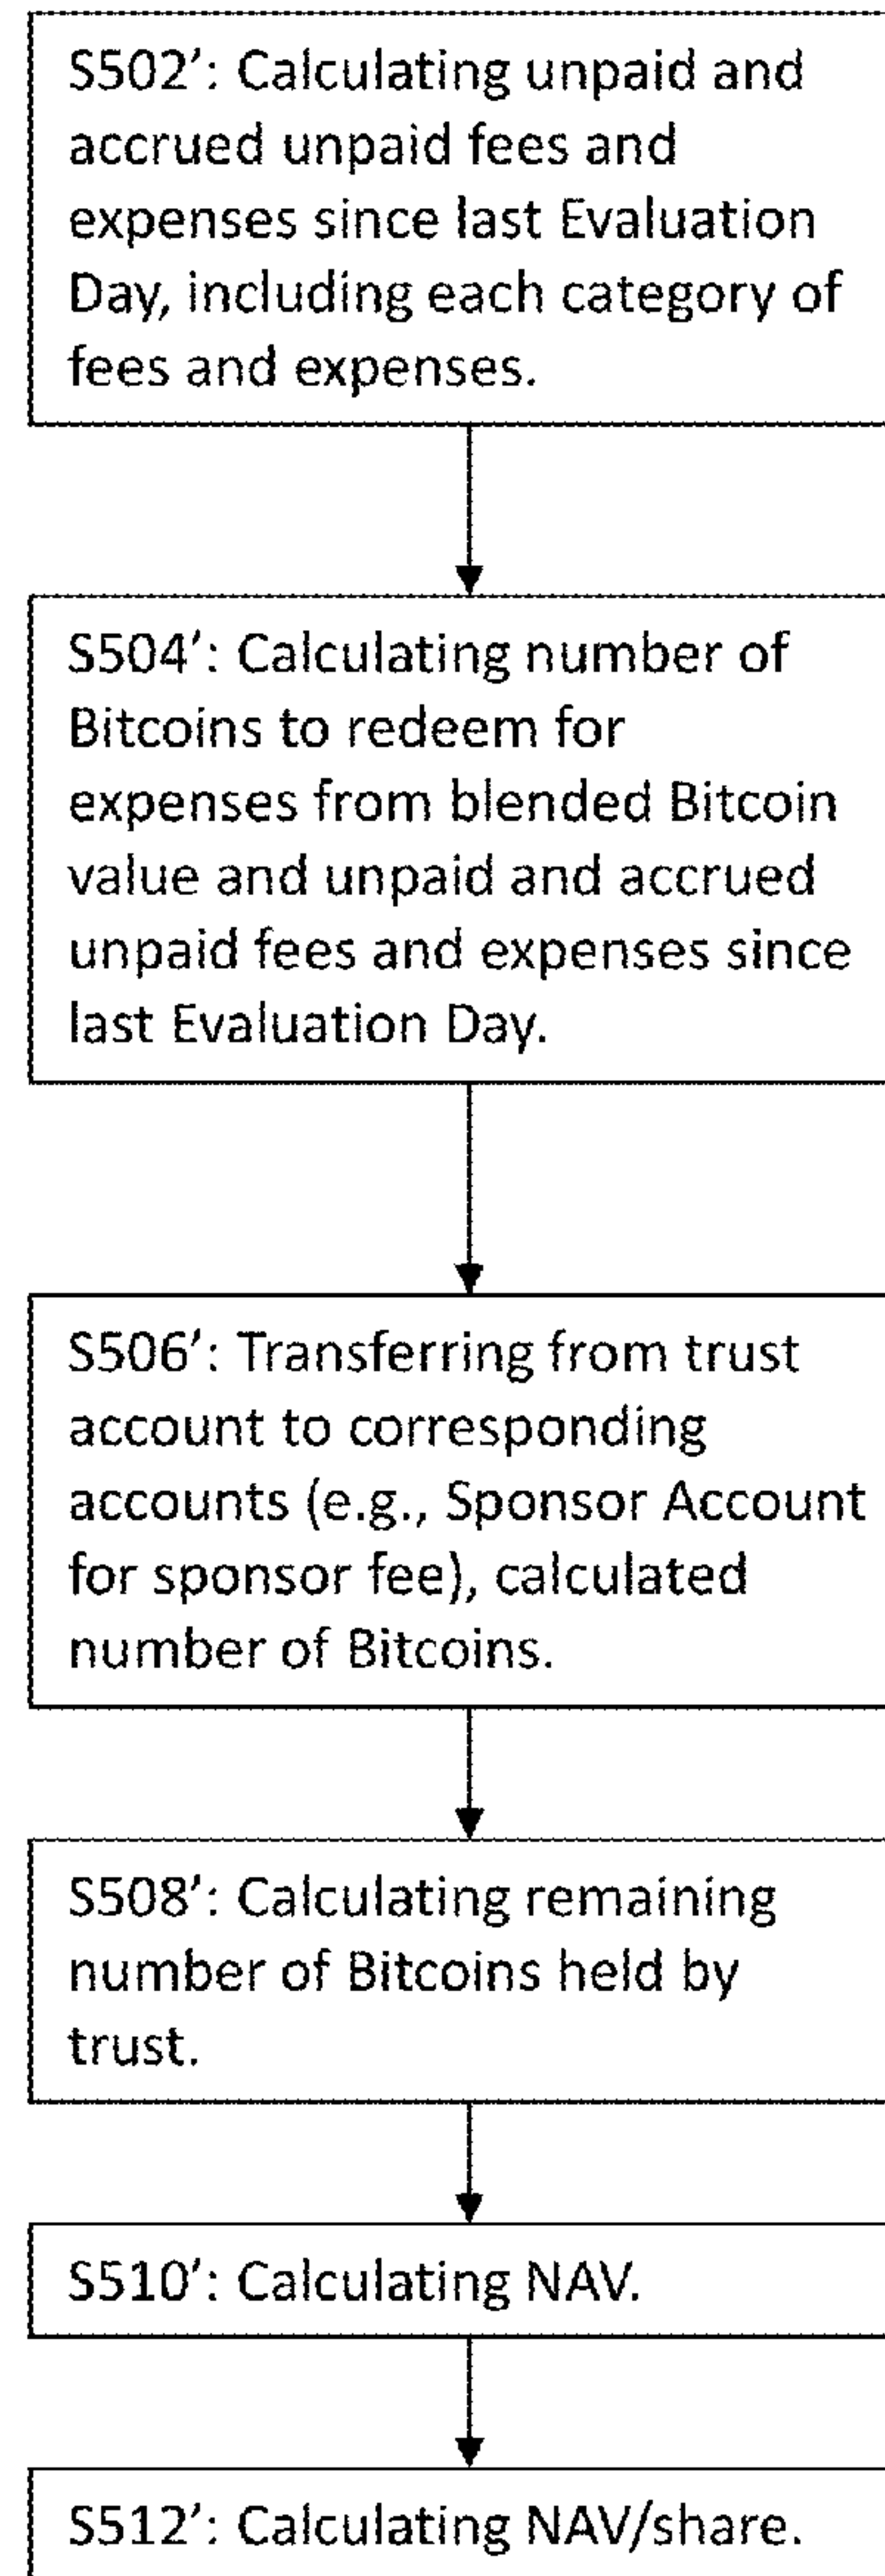 S502’: Calculating unpaid and
accrued unpaid fees and
expenses since last Evaluation
Day, including each category of
fees and expenses.
S504’: Calculating number of
Bitcoins to redeem for
expenses from blended Bitcoin
value and unpaid and accrued
unpaid fees and expenses since
last Evaluation Day.
S506’: Transferring from trust
account to corresponding
accounts (e.g., Sponsor Account
for sponsor fee), calculated
number of Bitcoins.
S508’: Calculating remaining
number of Bitcoins held by
trust.
S510’: Calculating NAV.
S512’: Calculating NAV/share.